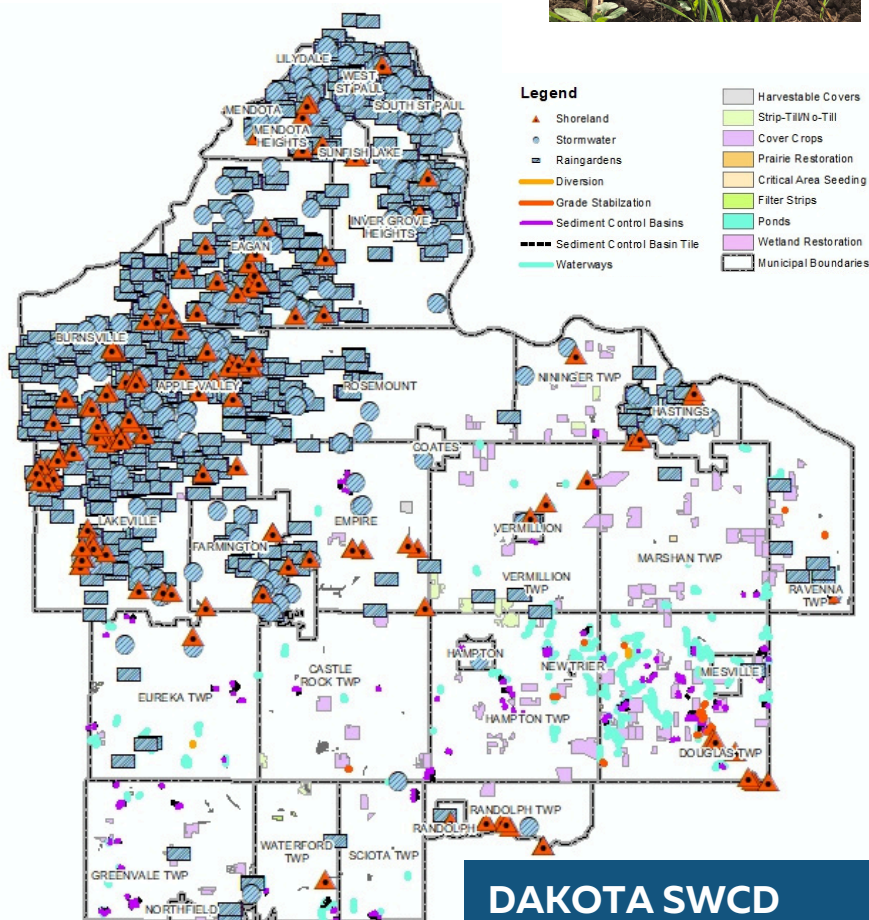 LILYDALE
WEST
ST PAUL
SOUTH ST PAUL
MENDOTA
MENDOTA
HEIGHTS
SUNFISH LAKE
INVER GROVE
HEIGHTS
EAGAN
BURNSVILLE
APPLE VALLEY
ROSEMOUNT
NININGER TWP
HASTINGS
COATES
LAKEVILLE
FARMINGTON
EMPIRE
VERMILLION
VERMILLION
TWP
MARSHAN TWP
RAVENNA
TWP
EUREKA TWP
CASTLE
ROCK TWP
HAMPTON
NEW TRIER
MIESVILLE
HAMPTON TWP
DOUGLAS TWP
RANDOLPH TWP
RANDOLPH
GREENVALE TWP
WATERFORD
TWP
SCIOTA TWP
NORTHFIELD
Legend
Shoreland
Stormwater
Raingardens
Diversion
Grade Stabilzation
Sediment Control Basins
Sediment Control Basin Tile
Waterways
Harvestable Covers
Strip-Till/No-Till
Cover Crops
Prairie Restoration
Critical Area Seeding
Filter Strips
Ponds
Wetland Restoration
Municipal Boundaries
DAKOTA SWCD